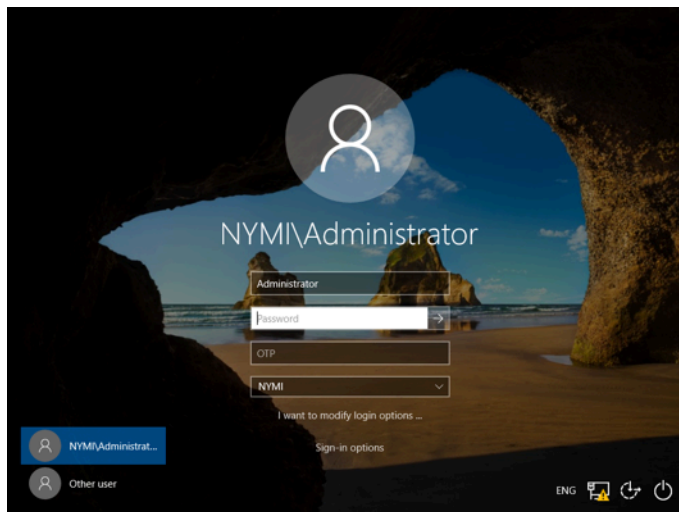 NYMI\Administrator
Administrator
Password
OTP
NYMI
I want to modify login options ...
Sign-in options
NYMI\Administrat...
Other user
ENG